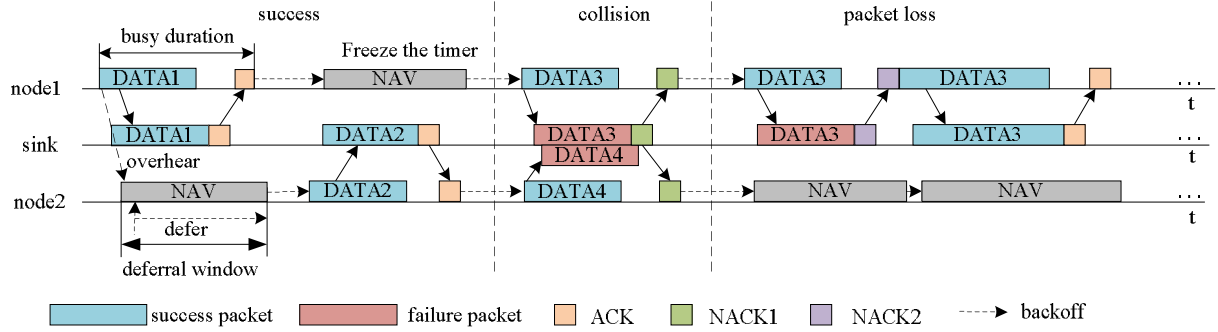 success collision packet loss
busy duration
Freeze the timer
node1 DATA1 NAV DATA3 DATA3 DATA3 ...
t
sink DATA1 DATA2 DATA3 DATA3 DATA3 ...
DATA4
t
overhear
node2 NAV DATA2 DATA4 NAV NAV ...
t
defer
deferral window
success packet failure packet ACK NACK1 NACK2 backoff